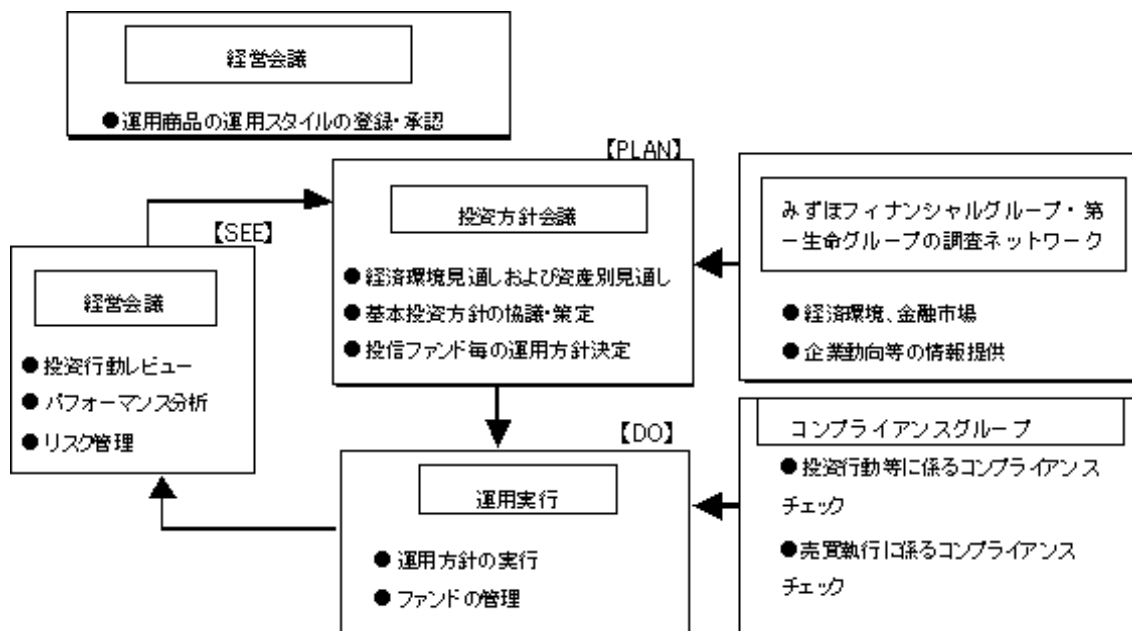 経営会議
●運用商品の運用スタイルの登録・承認
【PLAN】
投資方針会議
●経済環境見通しおよび資産別見通し
●基本投資方針の協議・策定
●投信ファンド毎の運用方針決定
みずほフィナンシャルグループ・第
一生命グループの調査ネットワーク
●経済環境、金融市場
●企業動向等の情報提供
【SEE】
経営会議
●投資行動レビュー
●パフォーマンス分析
●リスク管理
【DO】
運用実行
●運用方針の実行
●ファンドの管理
コンプライアンスグループ
●投資行動等に係るコンプライアンス
チェック
●売買執行に係るコンプライアンス
チェック